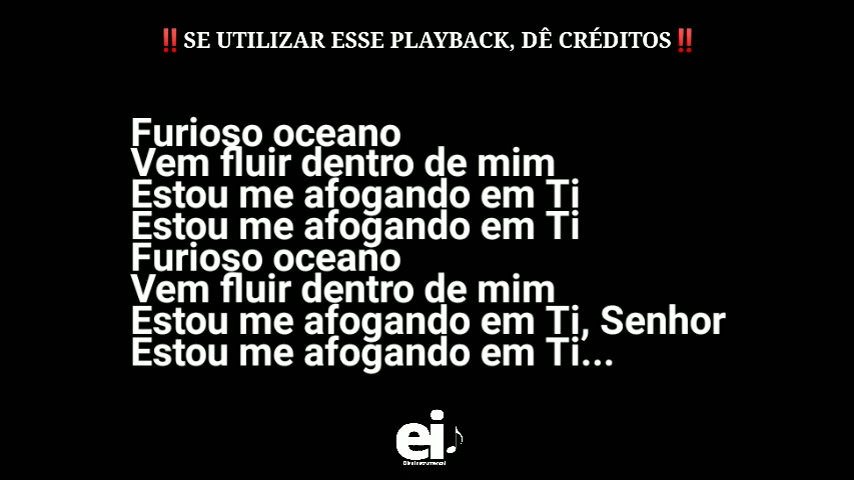 ‼️SE UTILIZAR ESSE PLAYBACK, DÊ CRÉDITOS‼️
Furioso oceano
Vem fluir dentro de mim
Estou me afogando em Ti
Estou me afogando em Ti
Furioso oceano
Vem fluir dentro de mim
Estou me afogando em Ti, Senhor
Estou me afogando em Ti...
ei